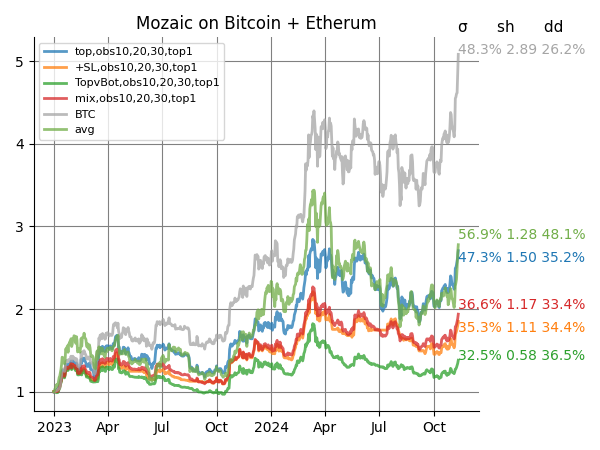 Mozaic on Bitcoin + Etherum
σ sh dd
top,obs10,20,30,top1
+SL,obs10,20,30,top1
TopvBot,obs10,20,30,top1
mix,obs10,20,30,top1
BTC
avg
48.3% 2.89 26.2%
56.9% 1.28 48.1%
47.3% 1.50 35.2%
36.6% 1.17 33.4%
35.3% 1.11 34.4%
32.5% 0.58 36.5%
5
4
3
2
1
2023 Apr Jul Oct 2024 Apr Jul Oct